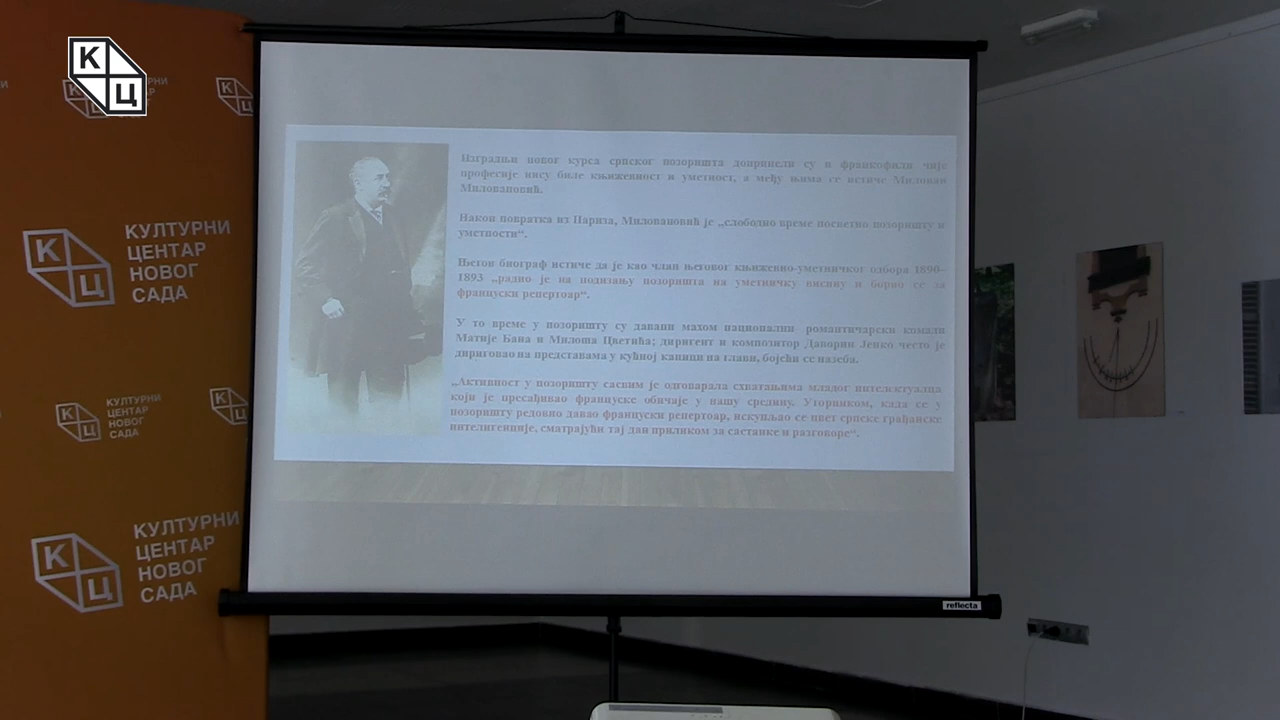 КЦ
КУЛТУРНИ
ЦЕНТАР
НОВОГ
САДА
КЦ
КУЛТУРНИ
ЦЕНТАР
НОВОГ
САДА
КЦ
КУЛТУРНИ
ЦЕНТАР
НОВОГ
САДА
КЦ
Изградњи новог курса српског позоришта допринели су и франкофили чије
професије нису биле књижевност и уметност, а међу њима се истиче Милован
Миловановић.
Након повратка из Париза, Миловановић је „слободно време посветио позоришту и
уметности“.
Његов биограф истиче да је као члан његовог књижевно-уметничког одбора 1890–
1893 „радио је на подизању позоришта на уметничку висину и борио се за
француски репертоар“.
У то време у позоришту су давани махом национални романтичарски комади
Матије Бана и Милоша Цветића; диригент и композитор Даворин Јенко често је
дириговао на представама у кућној капици на глави, бојећи се назеба.
„Активност у позоришту сасвим је одговарала схватањима младог интелектуалца
који је пресађивао француске обичаје у нашу средину. Уторником, када се у
позоришту редовно давао француски репертоар, искупљао се цвет српске грађанске
интелигенције, сматрајући тај дан приликом за састанке и разговоре“.
reflecta